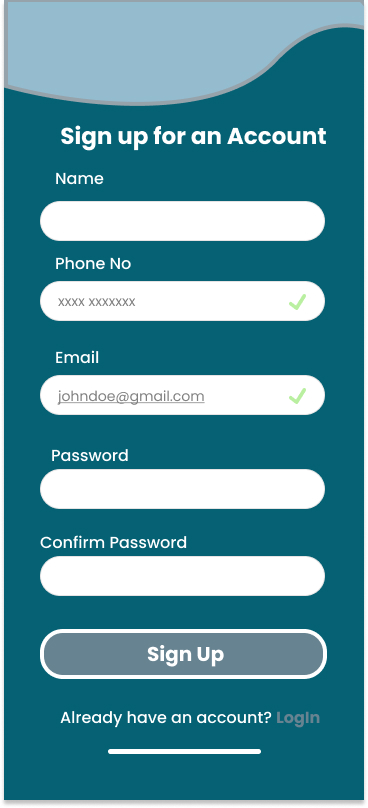 Sign up for an Account
Name
Phone No
xxxx xxxxxxx
Email
johndoe@gmail.com
Password
Confirm Password
Sign Up
Already have an account? LogIn